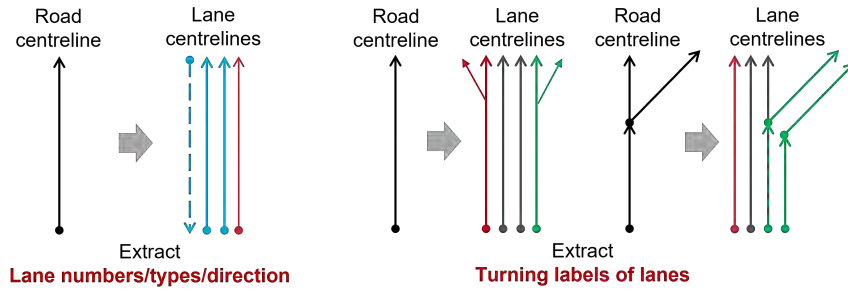 Road
centreline
Lane
centrelines
Extract
Lane numbers/types/direction
Road
centreline
Lane
centrelines
Road
centreline
Lane
centrelines
Extract
Turning labels of lanes